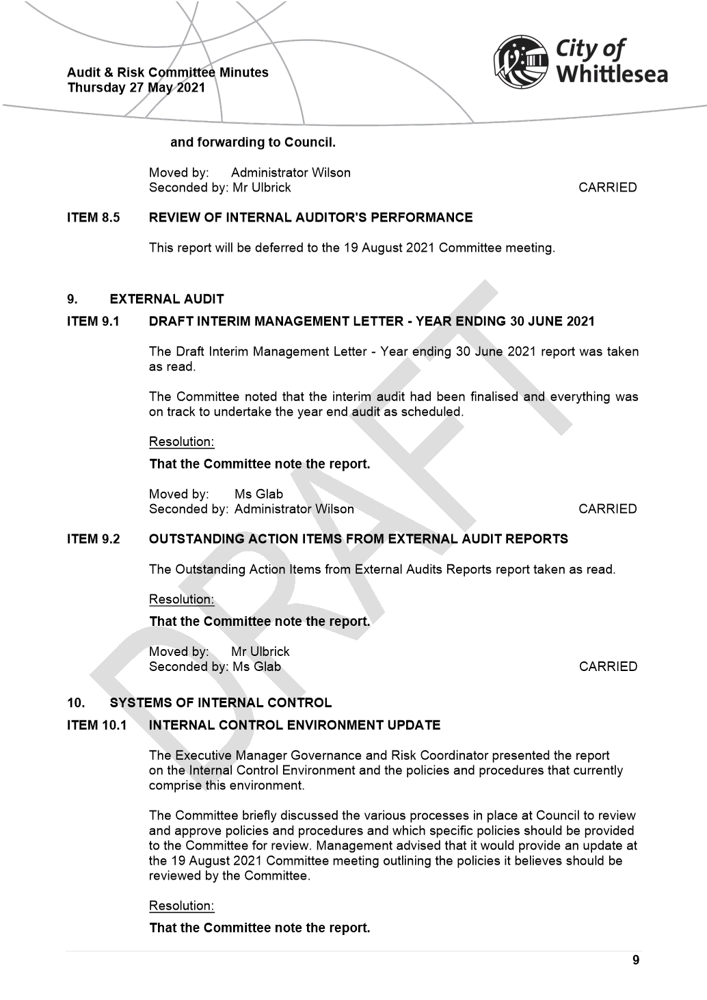 Audit & Risk Committee Minutes
Thursday 27 May 2021
City of
Whittlesea
and forwarding to Council.
Moved by: Administrator Wilson
Seconded by: Mr Ulbrick CARRIED
ITEM 8.5 REVIEW OF INTERNAL AUDITOR'S PERFORMANCE
This report will be deferred to the 19 August 2021 Committee meeting.
9. EXTERNAL AUDIT
ITEM 9.1 DRAFT INTERIM MANAGEMENT LETTER - YEAR ENDING 30 JUNE 2021
The Draft Interim Management Letter - Year ending 30 June 2021 report was taken
as read.
The Committee noted that the interim audit had been finalised and everything was
on track to undertake the year end audit as scheduled.
Resolution:
That the Committee note the report.
Moved by: Ms Glab
Seconded by: Administrator Wilson CARRIED
ITEM 9.2 OUTSTANDING ACTION ITEMS FROM EXTERNAL AUDIT REPORTS
The Outstanding Action Items from External Audits Reports report taken as read.
Resolution:
That the Committee note the report.
Moved by: Mr Ulbrick
Seconded by: Ms Glab CARRIED
10. SYSTEMS OF INTERNAL CONTROL
ITEM 10.1 INTERNAL CONTROL ENVIRONMENT UPDATE
The Executive Manager Governance and Risk Coordinator presented the report
on the Internal Control Environment and the policies and procedures that currently
comprise this environment.
The Committee briefly discussed the various processes in place at Council to review
and approve policies and procedures and which specific policies should be provided
to the Committee for review. Management advised that it would provide an update at
the 19 August 2021 Committee meeting outlining the policies it believes should be
reviewed by the Committee.
Resolution:
That the Committee note the report.
9
DRAFT